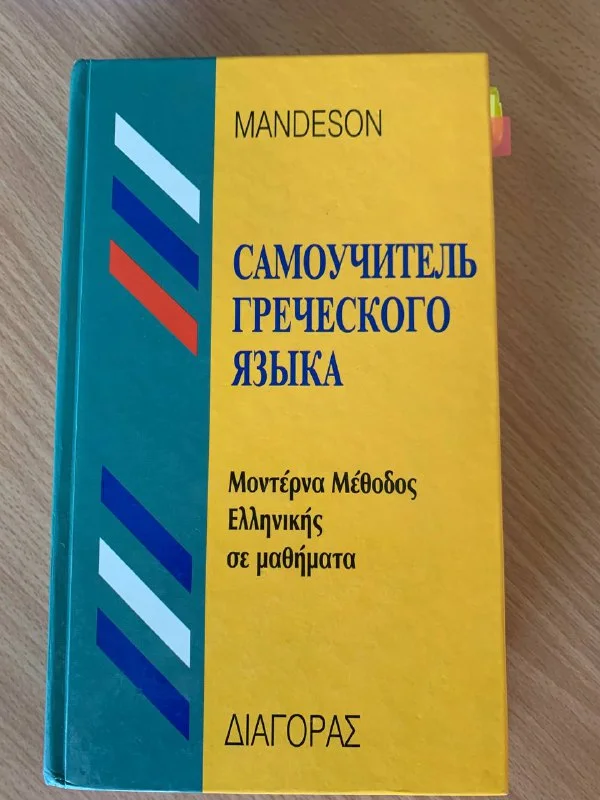 MANDESON
САМОУЧИТЕЛЬ
ГРЕЧЕСКОГО
ЯЗЫКА
Μοντέρνα Μέθοδος
Ελληνικής
σε μαθήματα
ΔΙΑΓΟΡΑΣ